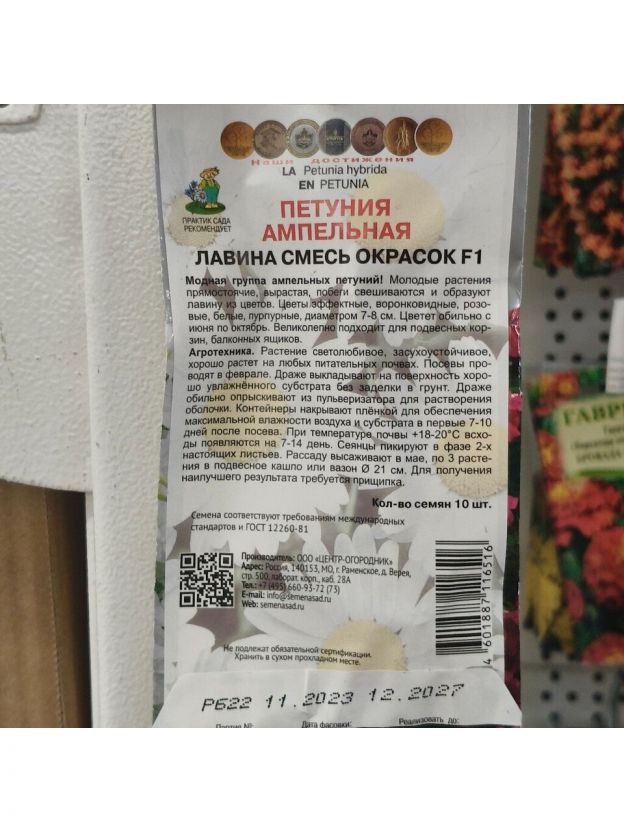 Наши достижения
LA Petunia hybrida
EN PETUNIA
ПРАКТИК САДА
РЕКОМЕНДУЕТ
ПЕТУНИЯ
АМПЕЛЬНАЯ
ЛАВИНА СМЕСЬ ОКРАСОК F1
Модная группа ампельных петуний! Молодые растения
прямостоячие, вырастая, побеги свешиваются и образуют
лавину из цветов. Цветы эффектные, воронковидные, розо-
вые, белые, пурпурные, диаметром 7-8 см. Цветет обильно с
июня по октябрь. Великолепно подходит для подвесных кор-
зин, балконных ящиков.
Агротехника. Растение светолюбивое, засухоустойчивое,
хорошо растет на любых питательных почвах. Посевы про-
водят в феврале. Драже выкладывают на поверхность хоро-
шо увлажнённого субстрата без заделки в грунт. Драже
обильно опрыскивают из пульверизатора для растворения
оболочки. Контейнеры накрывают плёнкой для обеспечения
максимальной влажности воздуха и субстрата в первые 7-10
дней после посева. При температуре почвы +18-20°С всхо-
ды появляются на 7-14 день. Сеянцы пикируют в фазе 2-х
настоящих листьев. Рассаду высаживают в мае, по 3 расте-
ния в подвесное кашпо или вазон Ø 21 см. Для получения
наилучшего результата требуется прищипка.
Кол-во семян 10 шт.
Семена соответствуют требованиям международных
стандартов и ГОСТ 12260-81
Производитель: ООО «ЦЕНТР-ОГОРОДНИК»
Адрес: Россия, 140153, МО, г. Раменское, д. Верея,
стр. 500, лаборат. корп., каб. 28А
Тел.: +7 (495) 660-93-72 (73)
E-mail: info@semenasad.ru
Web: semenasad.ru
4 601887 116516
Не подлежат обязательной сертификации.
Хранить в сухом прохладном месте.
Р622 11.2023 12.2027
Партия №: Дата фасовки: Реализовать до:
ГАВР